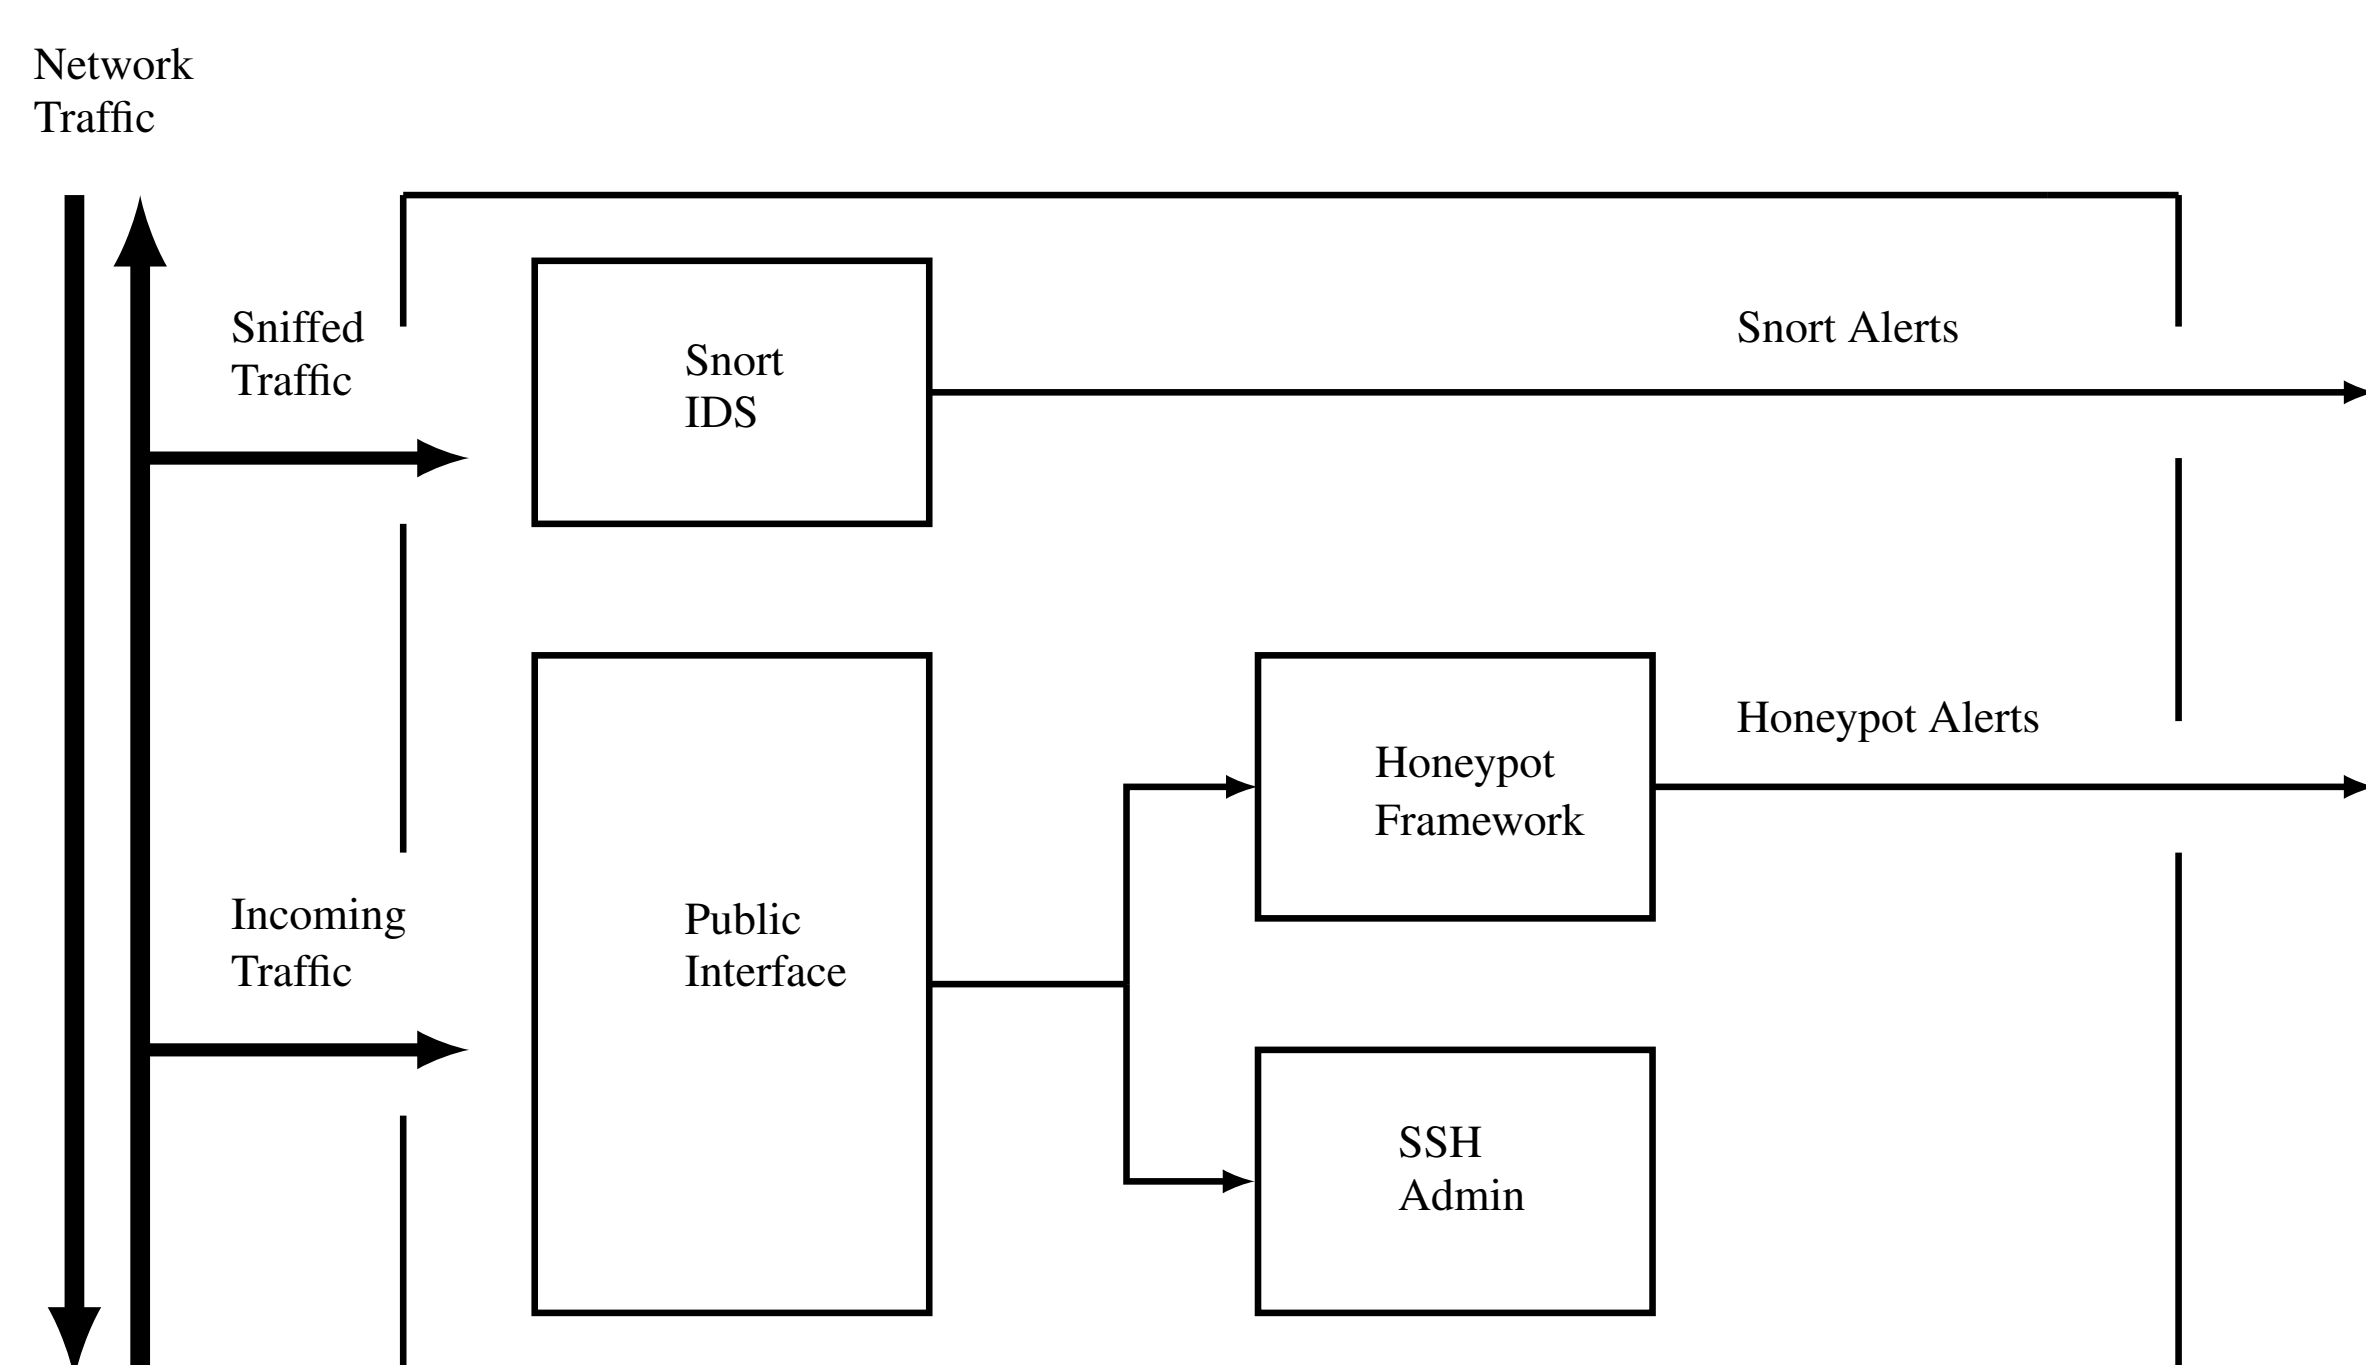 Network
Traffic
Sniffed
Traffic
Snort
IDS
Snort Alerts
Honeypot Alerts
Honeypot
Framework
Incoming
Traffic
Public
Interface
SSH
Admin